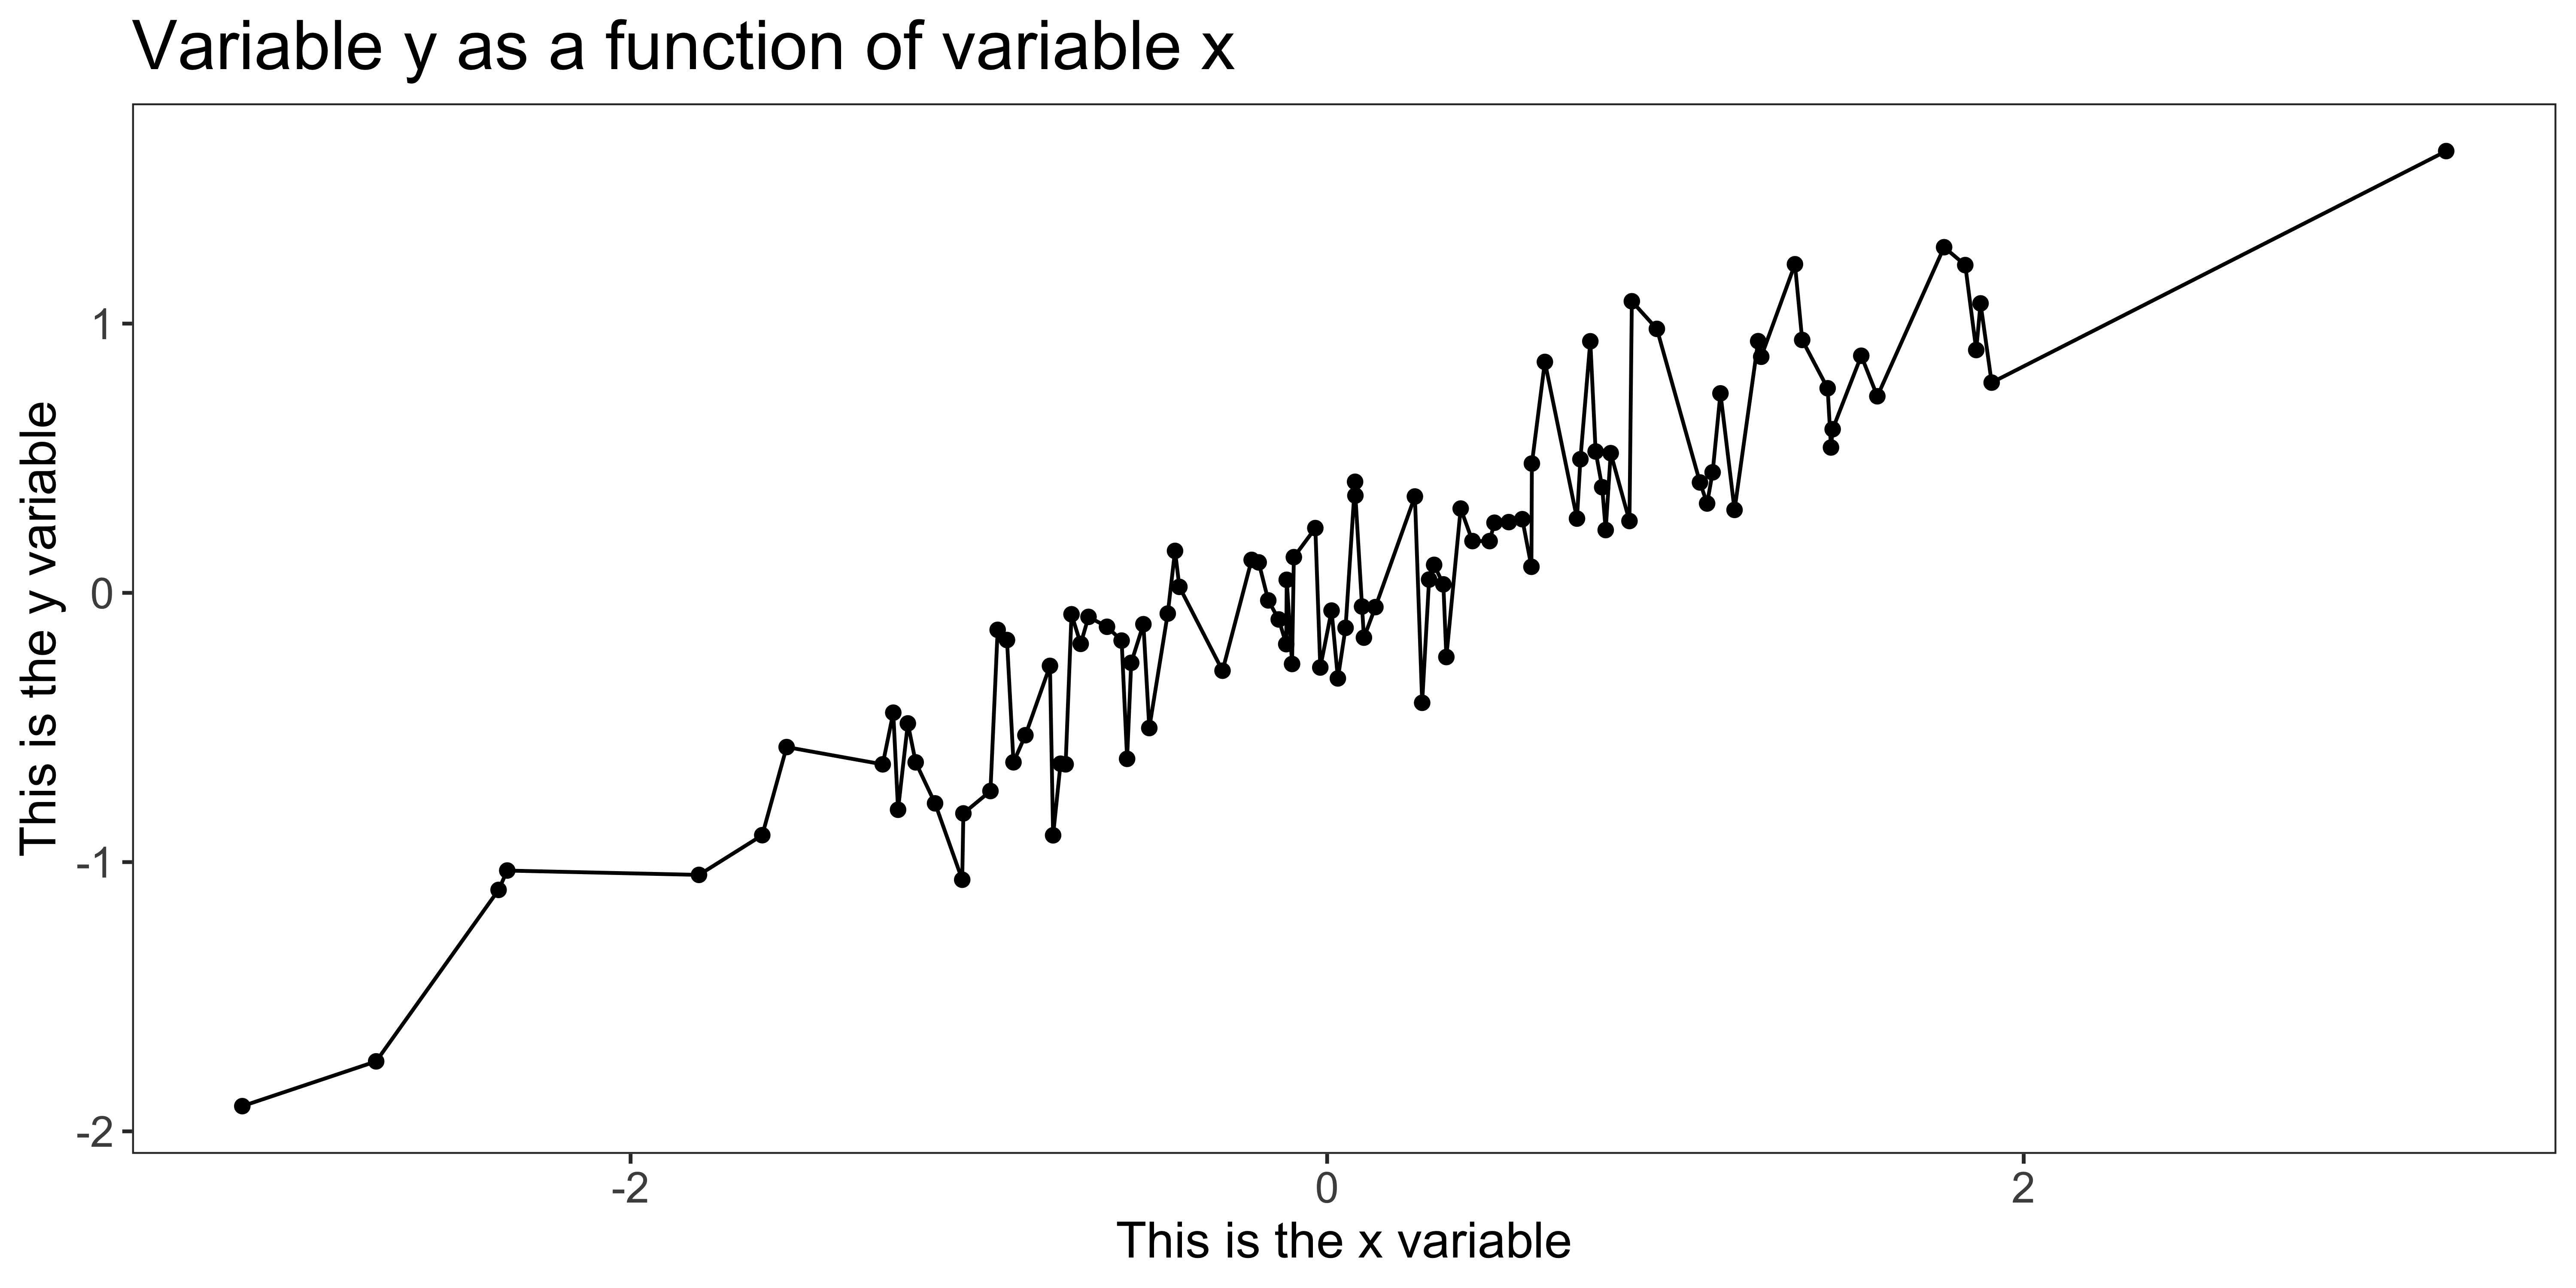 Variable y as a function of variable x
This is the y variable
1
0
-1
-2
-2
0
2
This is the x variable